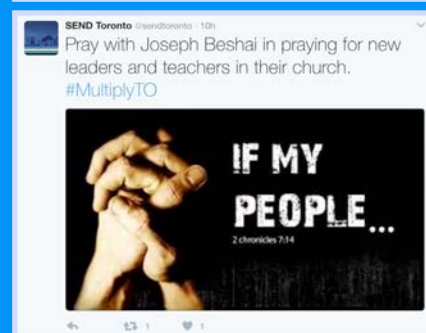 SEND Toronto @sendtoronto · 10h
Pray with Joseph Beshai in praying for new
leaders and teachers in their church.
#MultiplyTO
IF MY
PEOPLE...
2 chronicles 7:14
1 1